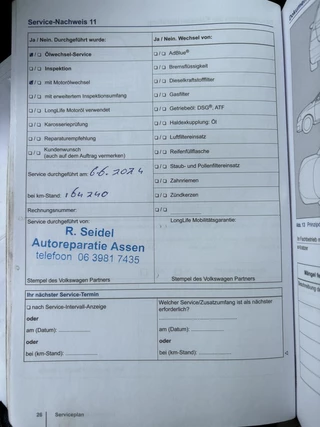 Service-Nachweis 11
Ja / Nein. Durchgeführt wurde:
❏/❏ Ölwechsel-Service
❏/❏ Inspektion
❏/❏ mit Motorölwechsel
❏/❏ mit erweitertem Inspektionsumfang
❏/❏ LongLife Motoröl verwendet
❏/❏ Karosserieprüfung
❏/❏ Reparaturempfehlung
❏/❏ Kundenwunsch
(auch auf dem Auftrag vermerken)
Service durchgeführt am: 6-6. 2024
bei km-Stand: 164 240
Rechnungsnummer:
Service durchgeführt von:
R. Seidel
Autoreparatie Assen
telefoon 06 3981 7435
Stempel des Volkswagen Partners
Ja / Nein. Wechsel von:
❏/❏ AdBlue®
❏/❏ Bremsflüssigkeit
❏/❏ Dieselkraftstofffilter
❏/❏ Gasfilter
❏/❏ Getriebeöl: DSG®, ATF
❏/❏ Haldexkupplung: Öl
❏/❏ Luftfiltereinsatz
❏/❏ Reifenfüllflasche
❏/❏ Staub- und Pollenfiltereinsatz
❏/❏ Zahnriemen
❏/❏ Zündkerzen
❏/❏
LongLife Mobilitätsgarantie:
Stempel des Volkswagen Partners
Ihr nächster Service-Termin
❏ nach Service-Intervall-Anzeige
oder
am (Datum):
oder
bei (km-Stand):
Welcher Service/Zusatzumfang ist als nächster
erforderlich?
am (Datum):
oder
bei (km-Stand):
26 Serviceplan